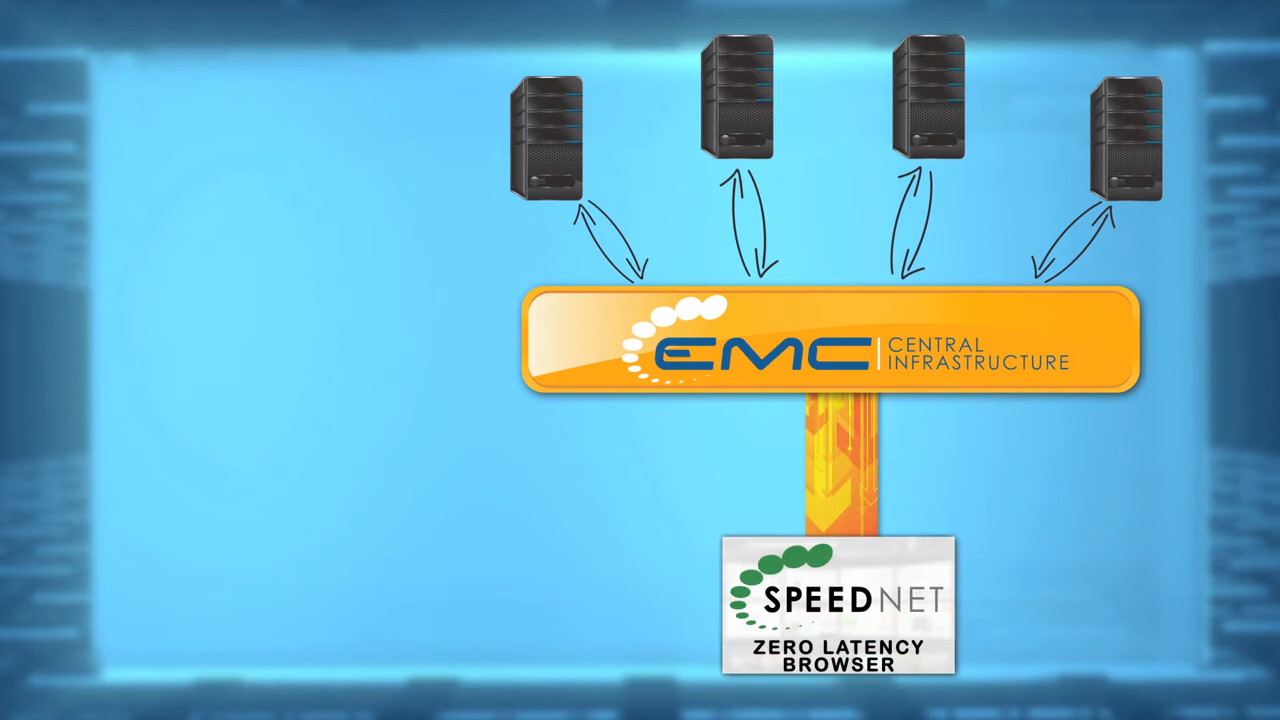 EMC
CENTRAL
INFRASTRUCTURE
SPEEDNET
ZERO LATENCY
BROWSER